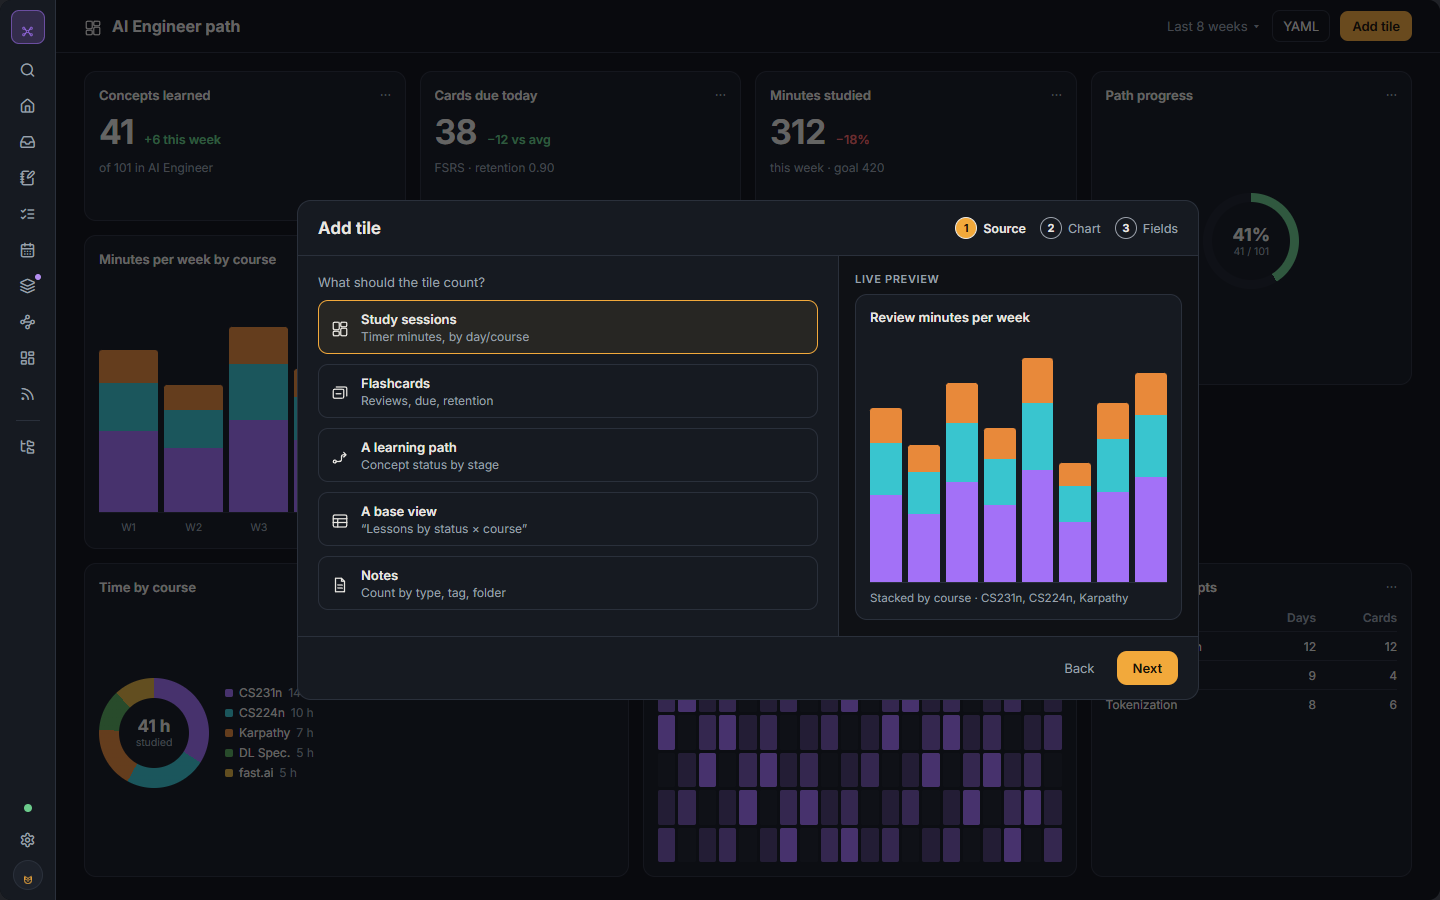 AI Engineer path
Last 8 weeks
YAML
Add tile
Concepts learned
41 +6 this week
of 101 in AI Engineer
Cards due today
38 −12 vs avg
FSRS · retention 0.90
Minutes studied
312 −18%
this week · goal 420
Path progress
41%
41 / 101
Minutes per week by course
W1
W2
W3
Add tile
1 Source
2 Chart
3 Fields
What should the tile count?
Study sessions
Timer minutes, by day/course
Flashcards
Reviews, due, retention
A learning path
Concept status by stage
A base view
“Lessons by status × course”
Notes
Count by type, tag, folder
LIVE PREVIEW
Review minutes per week
Stacked by course · CS231n, CS224n, Karpathy
Back
Next
Time by course
41 h
studied
CS231n 14
CS224n 10 h
Karpathy 7 h
DL Spec. 5 h
fast.ai 5 h
Days Cards
12 12
9 4
Tokenization 8 6